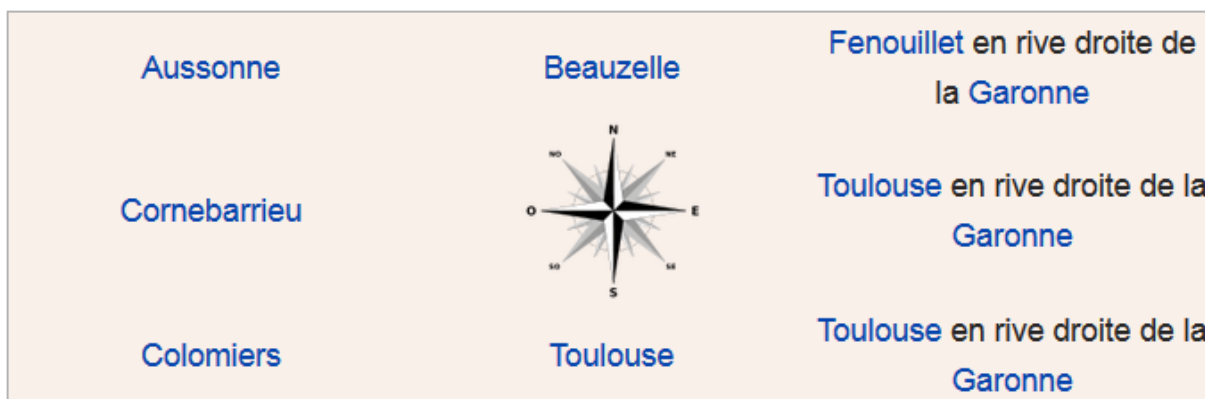 Aussonne
Beauzelle
Fenouillet en rive droite de
la Garonne
N
NO
NE
Cornebarrieu
O
E
Toulouse en rive droite de la
Garonne
SO
SE
S
Colomiers
Toulouse
Toulouse en rive droite de la
Garonne